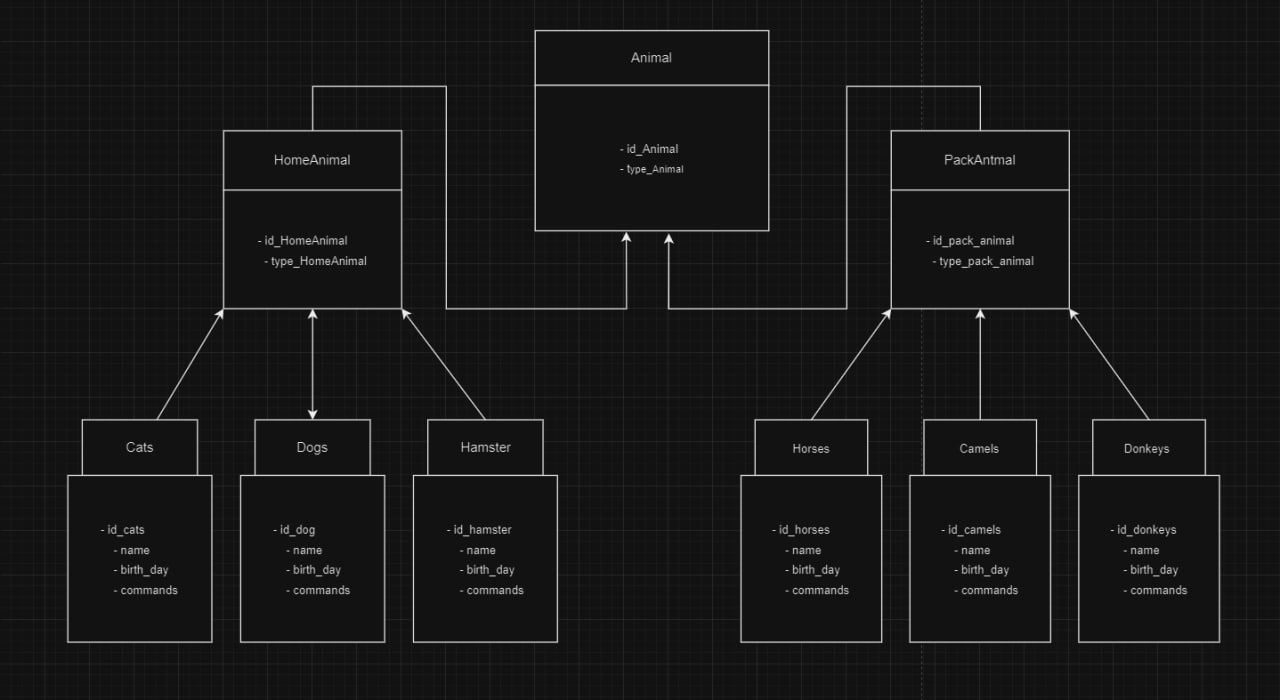 Animal
- id_Animal
- type_Animal
HomeAnimal
- id_HomeAnimal
- type_HomeAnimal
PackAntmal
- id_pack_animal
- type_pack_animal
Cats
- id_cats
- name
- birth_day
- commands
Dogs
- id_dog
- name
- birth_day
- commands
Hamster
- id_hamster
- name
- birth_day
- commands
Horses
- id_horses
- name
- birth_day
- commands
Camels
- id_camels
- name
- birth_day
- commands
Donkeys
- id_donkeys
- name
- birth_day
- commands